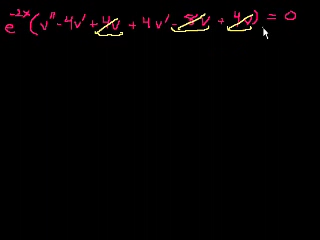 e^{-2x} (v'' - 4v' + 4v + 4v' - 8v + 4v) = 0